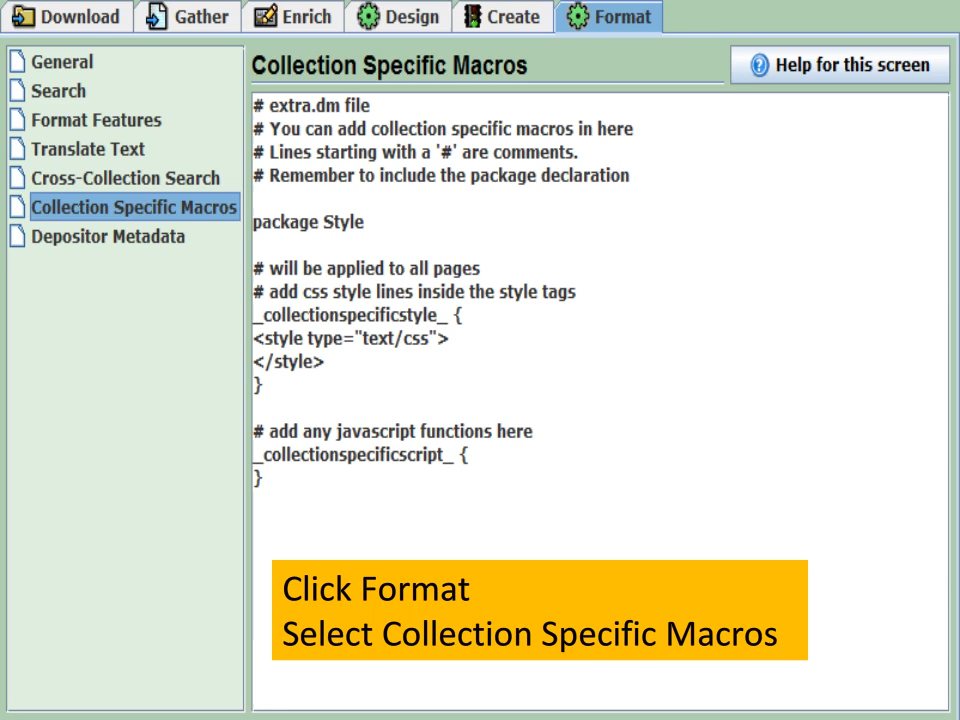 Download Gather Enrich Design Create Format
General
Search
Format Features
Translate Text
Cross-Collection Search
Collection Specific Macros
Depositor Metadata
Collection Specific Macros
Help for this screen
# extra.dm file
# You can add collection specific macros in here
# Lines starting with a '#' are comments.
# Remember to include the package declaration
package Style
# will be applied to all pages
# add css style lines inside the style tags
_collectionspecificstyle_ {
<style type="text/css">
</style>
}
# add any javascript functions here
_collectionspecificscript_ {
}
Click Format
Select Collection Specific Macros